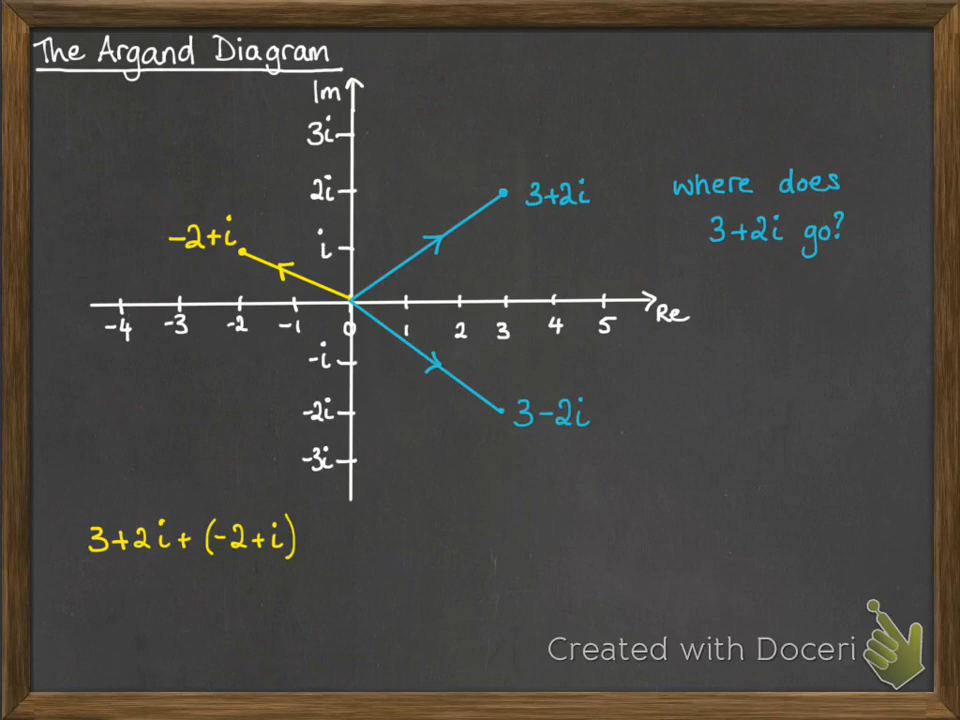 The Argand Diagram
Im
3i
2i
3+2i
where does
3+2i go?
-2+i
i
Re
-4 -3 -2 -1 0 1 2 3 4 5
-i
-2i
3-2i
-3i
3+2i+(-2+i)
Created with Doceri